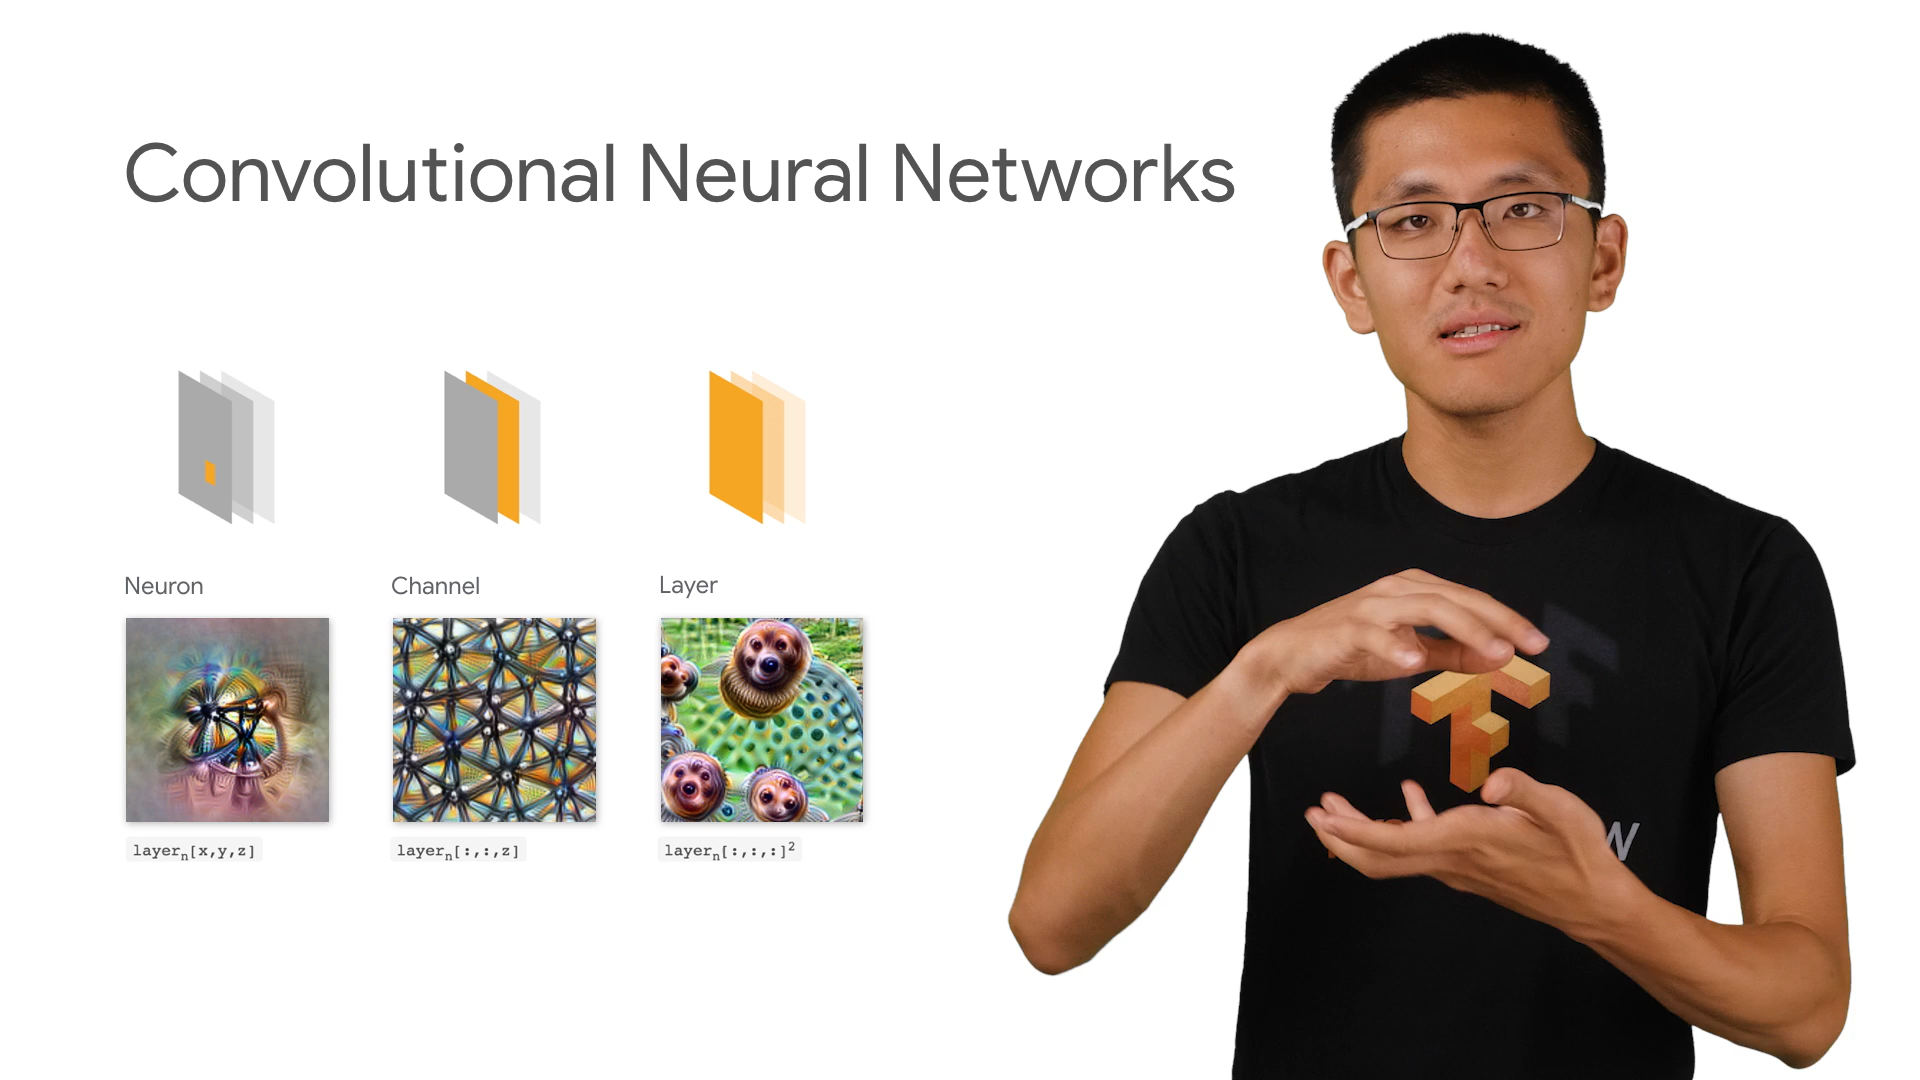 Convolutional Neural Networks
Neuron
Channel
Layer
layerₙ[x,y,z]
layerₙ[:,:,z]
layerₙ[:,:,:]²